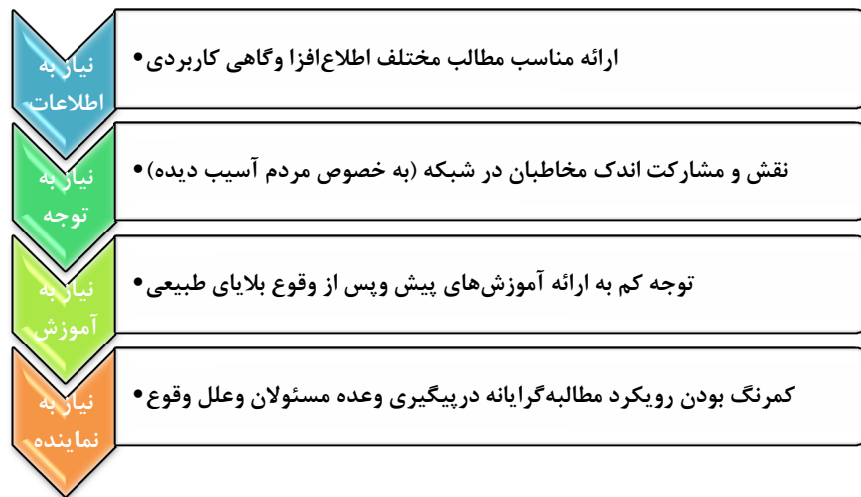 نیاز به
اطلاعات
•ارائه مناسب مطالب مختلف اطلاع‌افزا وگاهی کاربردی
نیاز به
توجه
•نقش و مشارکت اندک مخاطبان در شبکه (به خصوص مردم آسیب دیده)
نیاز به
آموزش
•توجه کم به ارائه آموزش‌های پیش وپس از وقوع بلایای طبیعی
نیاز به
نماینده
•کمرنگ بودن رویکرد مطالبه‌گرایانه درپیگیری وعده مسئولان وعلل وقوع